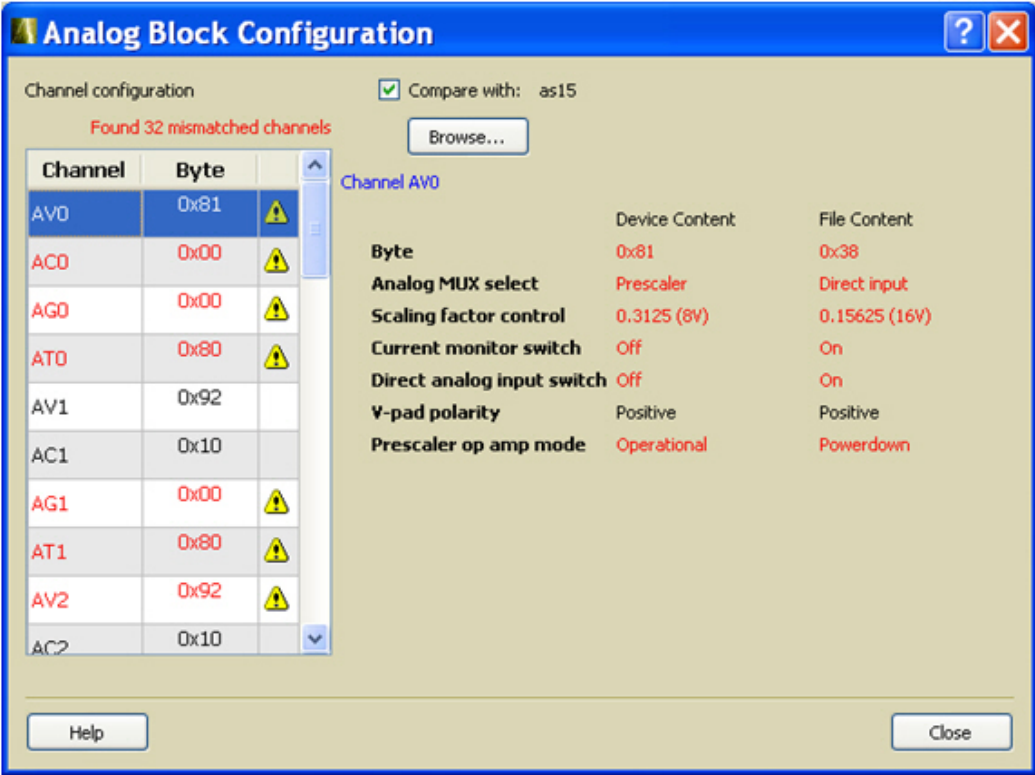 Analog Block Configuration
Channel configuration
Compare with: as15
Found 32 mismatched channels
Browse...
Channel Byte
Channel AV0
AV0 0x81
AC0 0x00
AG0 0x00
AT0 0x80
AV1 0x92
AC1 0x10
AG1 0x00
AT1 0x80
AV2 0x92
AC2 0x10
Device Content File Content
Byte 0x81 0x38
Analog MUX select Prescaler Direct input
Scaling factor control 0.3125 (8V) 0.15625 (16V)
Current monitor switch Off On
Direct analog input switch Off On
V-pad polarity Positive Positive
Prescaler op amp mode Operational Powerdown
Help
Close